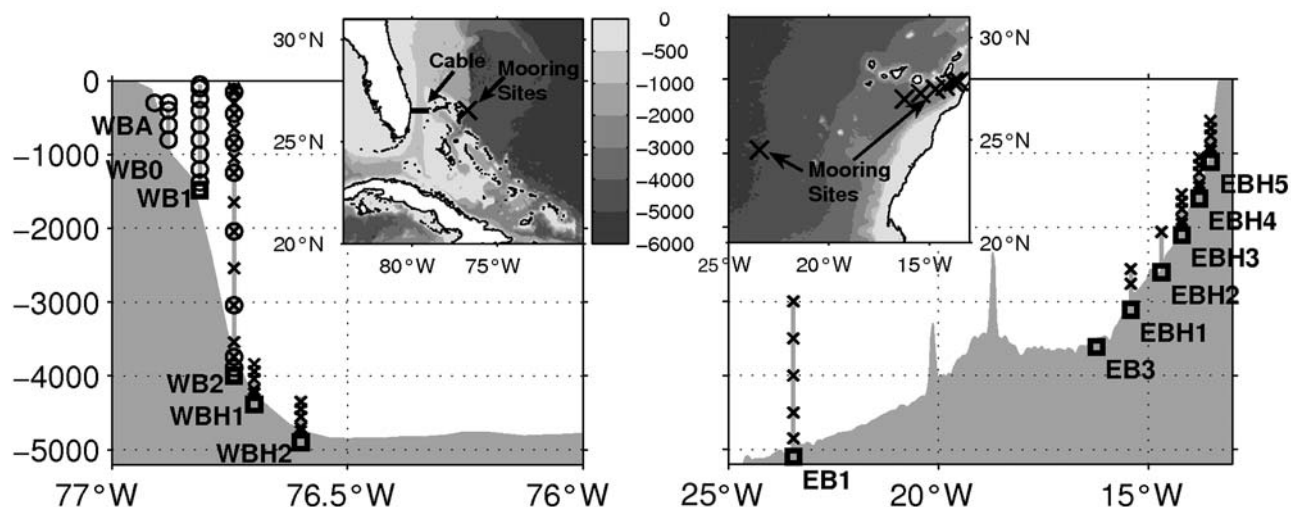 0
−1000
−2000
−3000
−4000
−5000
77°W
76.5°W
76°W
WBA
WB0
WB1
WB2
WBH1
WBH2
30°N
25°N
20°N
80°W
75°W
Cable
Mooring
Sites
0
−500
−1000
−2000
−3000
−4000
−5000
−6000
30°N
25°N
20°N
25°W
20°W
15°W
Mooring
Sites
EBH5
EBH4
EBH3
EBH2
EBH1
EB3
EB1
25°W
20°W
15°W